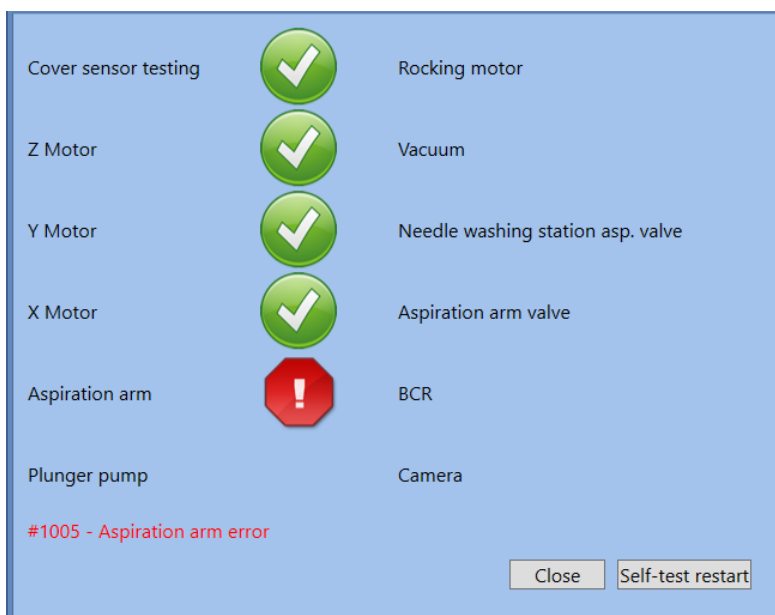 Cover sensor testing
Rocking motor
Z Motor
Vacuum
Y Motor
Needle washing station asp. valve
X Motor
Aspiration arm valve
Aspiration arm
BCR
Plunger pump
Camera
#1005 - Aspiration arm error
Close
Self-test restart